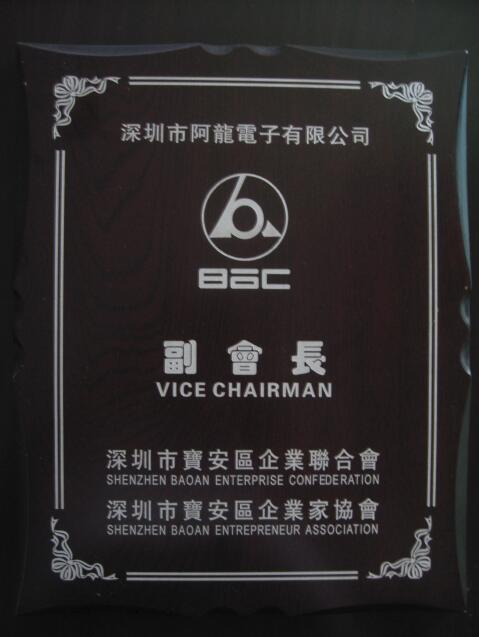 深圳市阿龍電子有限公司
BAC
副會長
VICE CHAIRMAN
深圳市寶安區企業聯合會
SHENZHEN BAOAN ENTERPRISE CONFEDERATION
深圳市寶安區企業家協會
SHENZHEN BAOAN ENTREPRENEUR ASSOCIATION